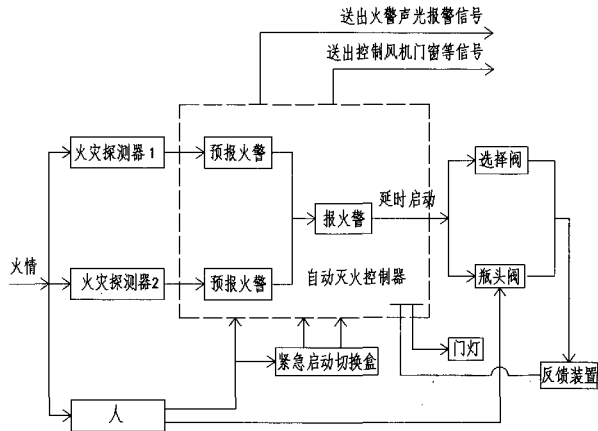 送出火警声光报警信号
送出控制风机门窗等信号
火灾探测器1
预报火警
选择阀
延时启动
报火警
火情
火灾探测器2
预报火警
自动灭火控制器
瓶头阀
门灯
紧急启动切换盒
反馈装置
人